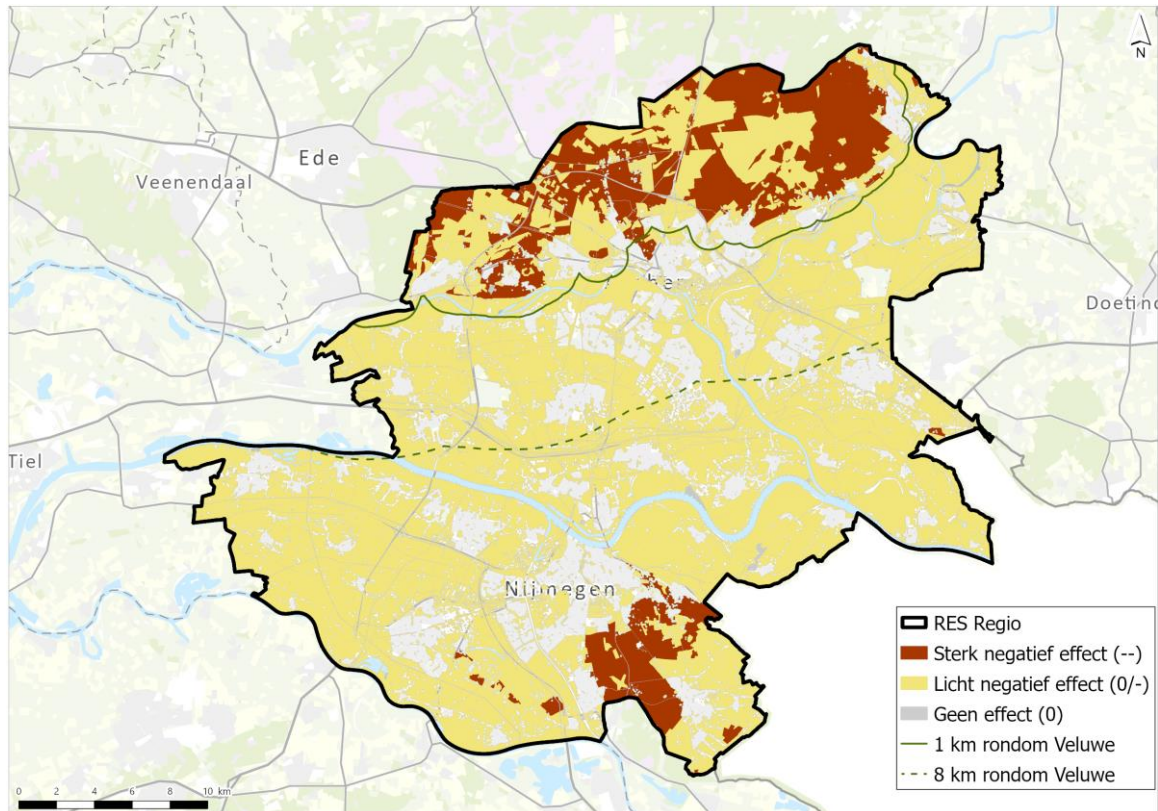 N
Ede
Veenendaal
Doetinc
Tiel
Nijmegen
RES Regio
Sterk negatief effect (--)
Licht negatief effect (0/-)
Geen effect (0)
1 km rondom Veluwe
8 km rondom Veluwe
0 2 4 6 8 10 km